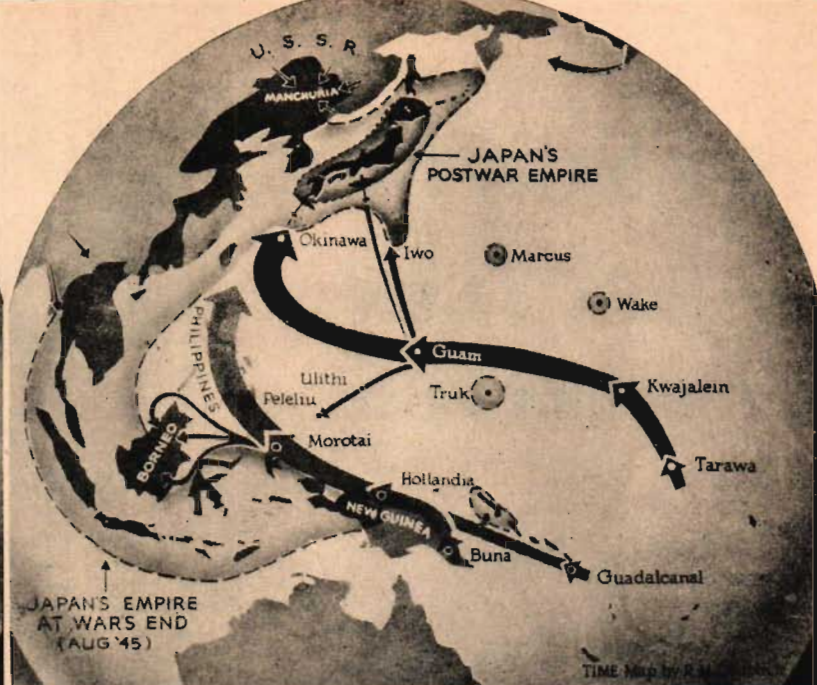 U. S. S. R.
MANCHURIA
JAPAN'S
POSTWAR EMPIRE
Okinawa
Iwo
Marcus
Wake
PHILIPPINES
Guam
Ulithi
Peleliu
Truk
Kwajalein
BORNEO
Morotai
Tarawa
Hollandia
NEW GUINEA
Buna
Guadalcanal
JAPAN'S EMPIRE
AT WAR'S END
(AUG '45)
TIME Map by R. M.